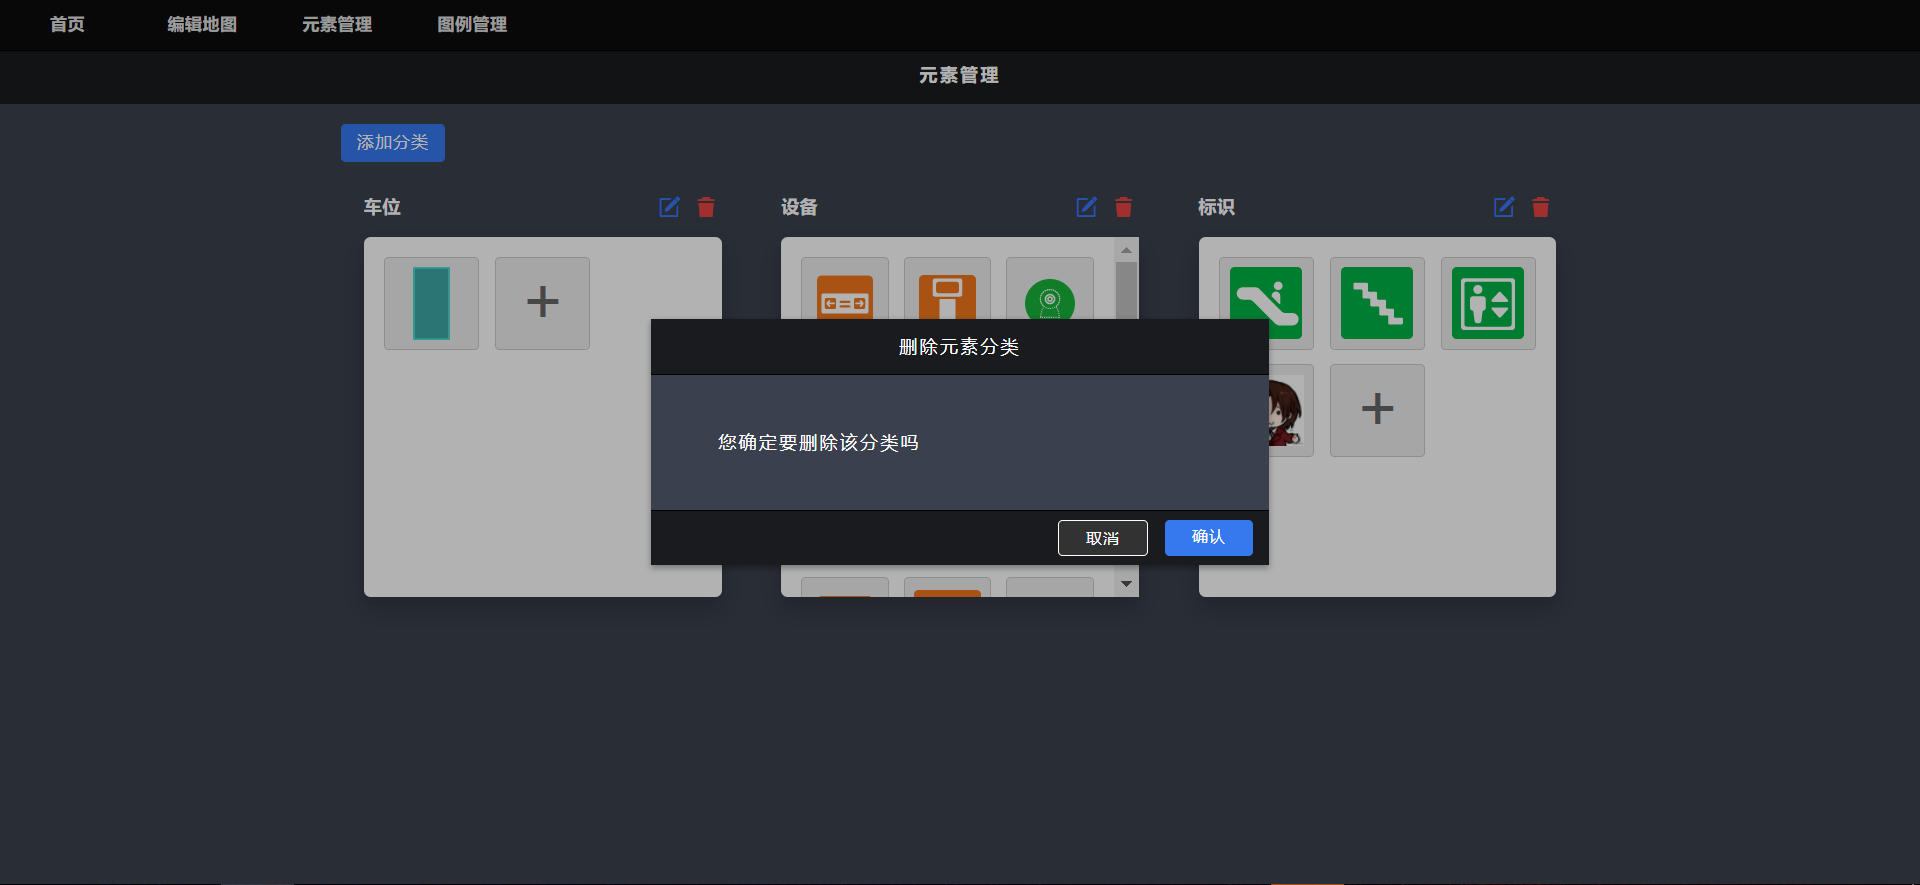 首页 编辑地图 元素管理 图例管理
元素管理
添加分类
车位
设备
标识
删除元素分类
您确定要删除该分类吗
取消 确认